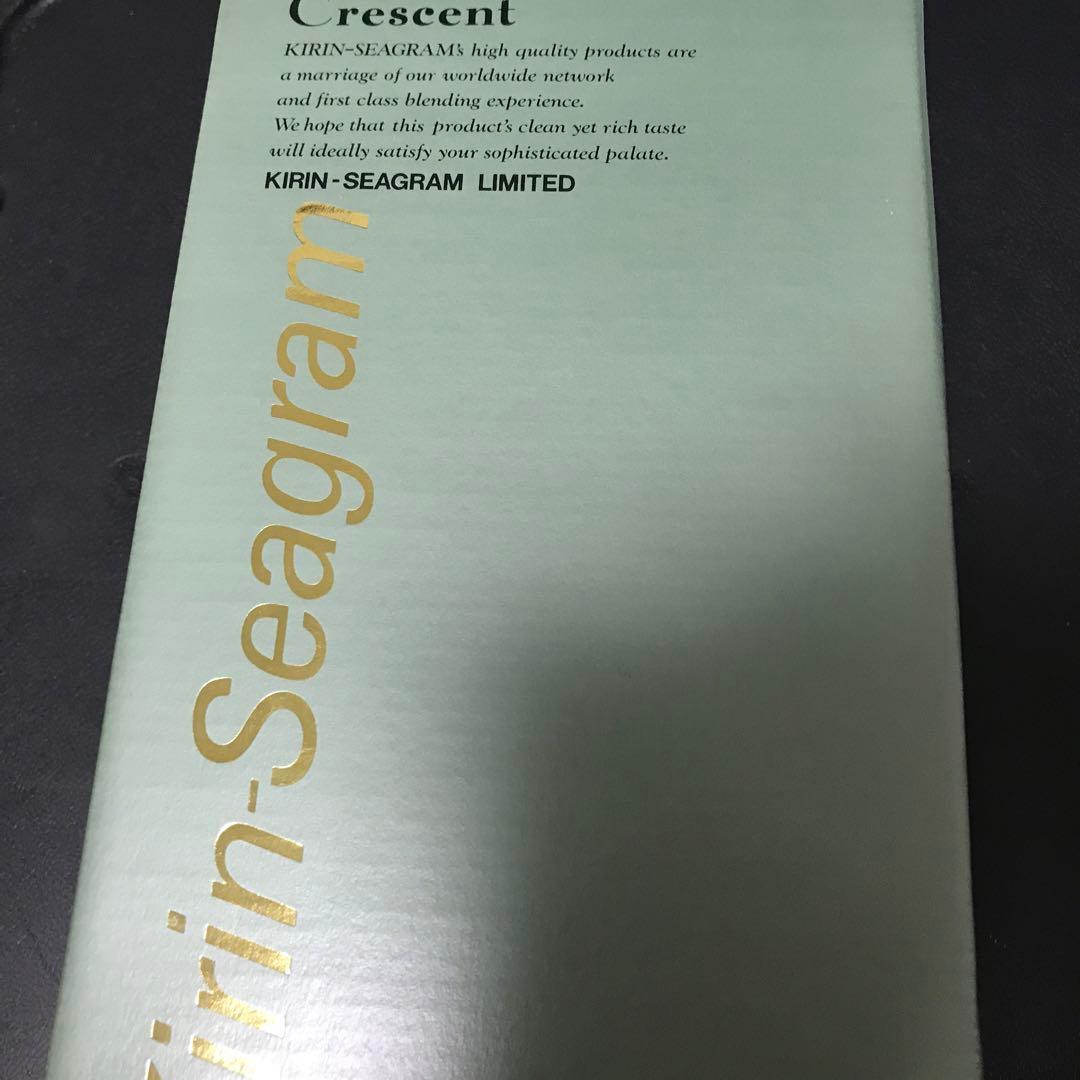 Crescent
KIRIN-SEAGRAM's high quality products are
a marriage of our worldwide network
and first class blending experience.
We hope that this product's clean yet rich taste
will ideally satisfy your sophisticated palate.
KIRIN-SEAGRAM LIMITED
Kirin-Seagram